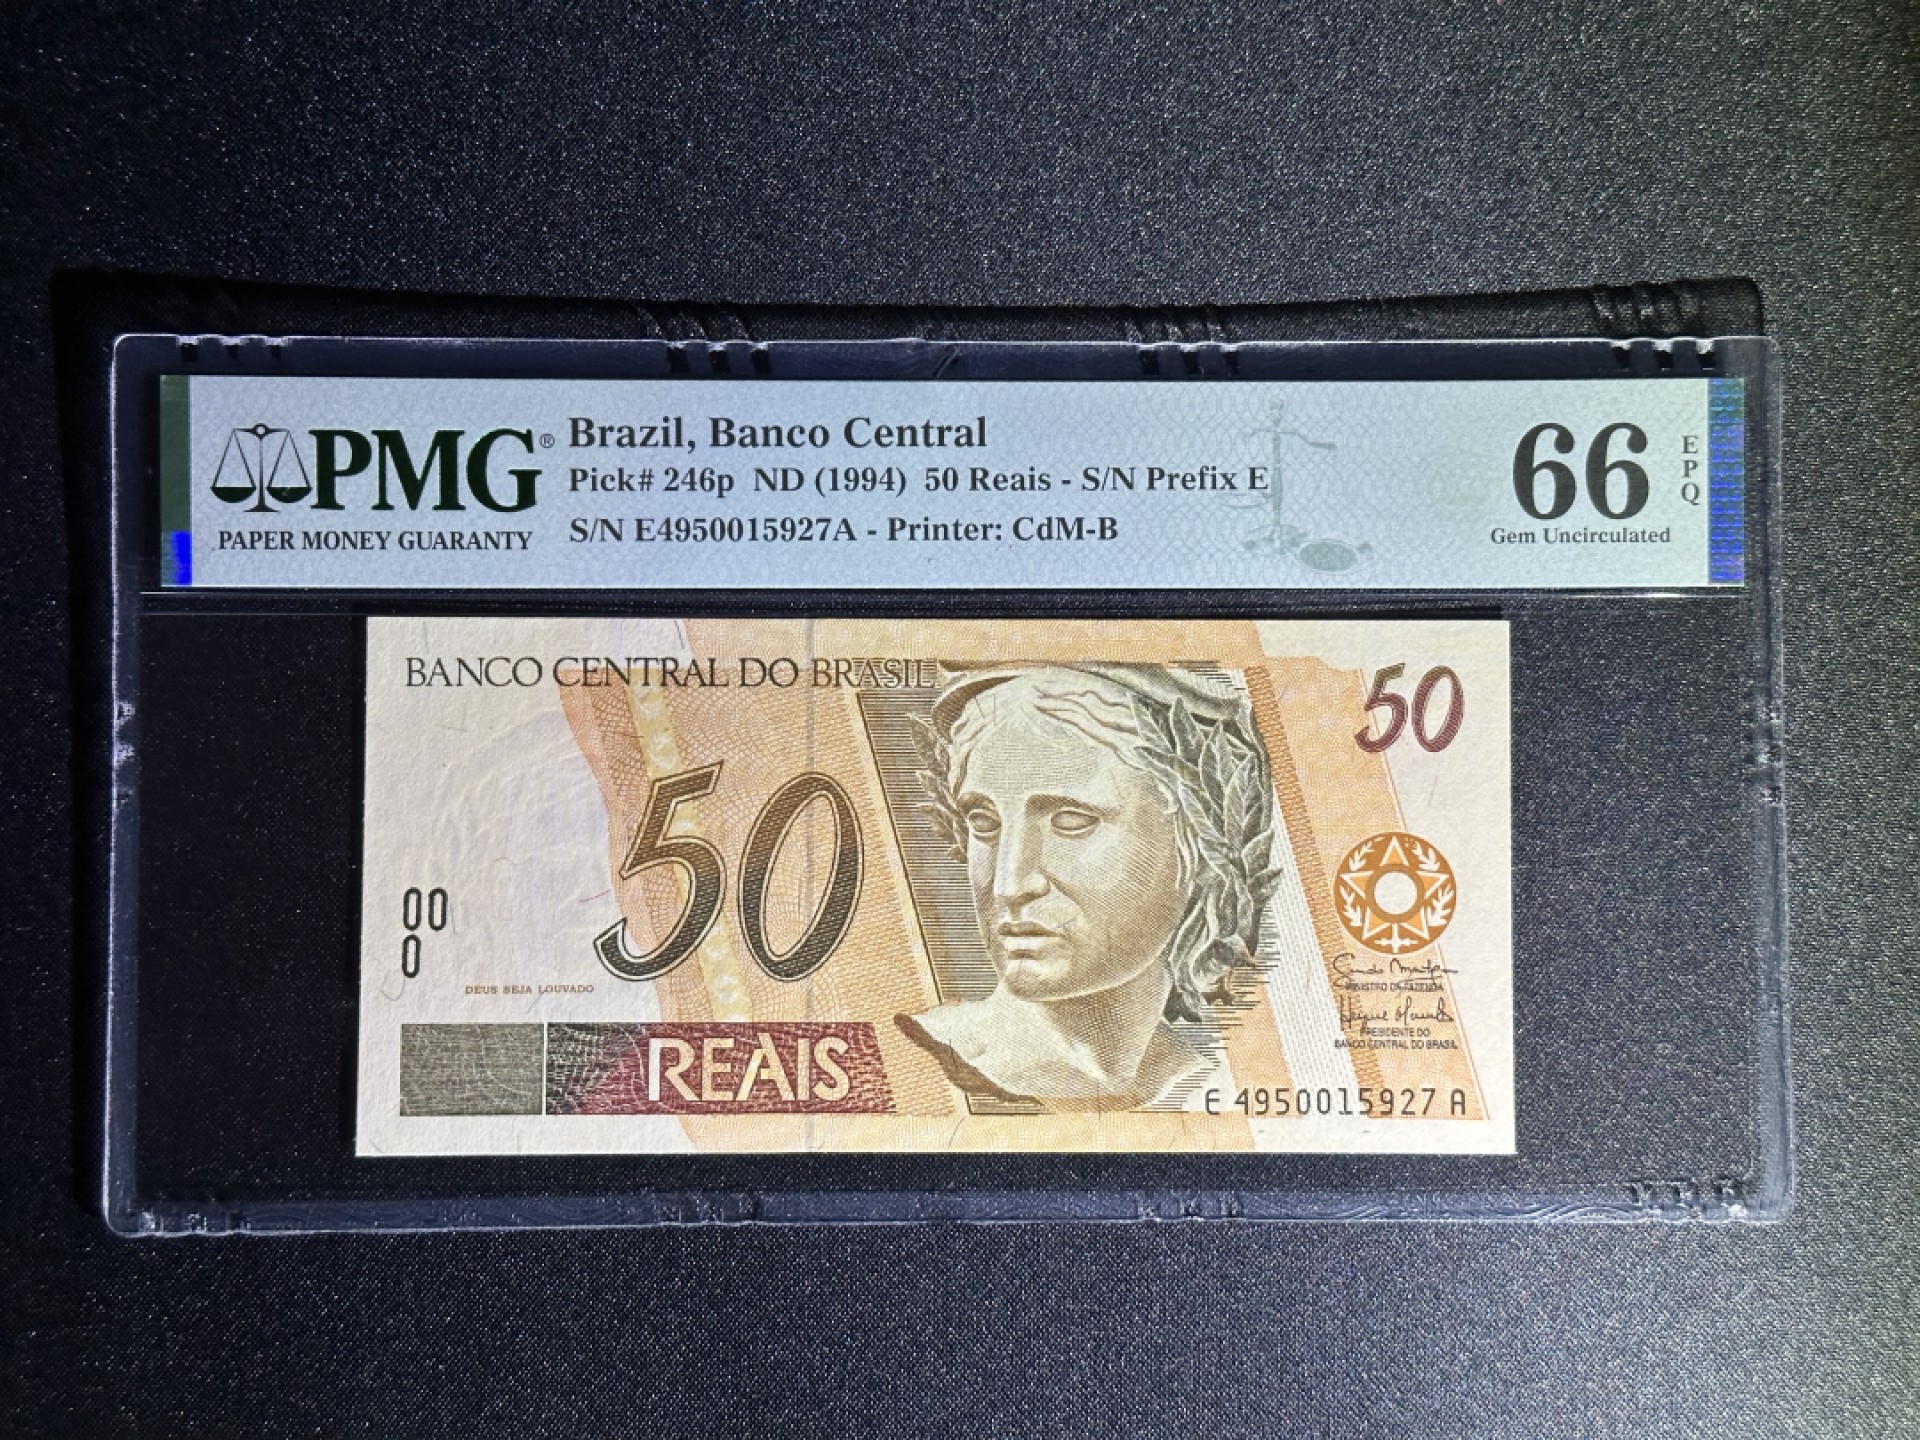 PMG®
PAPER MONEY GUARANTY
Brazil, Banco Central
Pick# 246p ND (1994) 50 Reais - S/N Prefix E
S/N E4950015927A - Printer: CdM-B
66
EPQ
Gem Uncirculated
BANCO CENTRAL DO BRASIL
50
50
00
0
DEUS SEJA LOUVADO
REAIS
MINISTRO DA FAZENDA
PRESIDENTE DO
BANCO CENTRAL DO BRASIL
E 4950015927 A